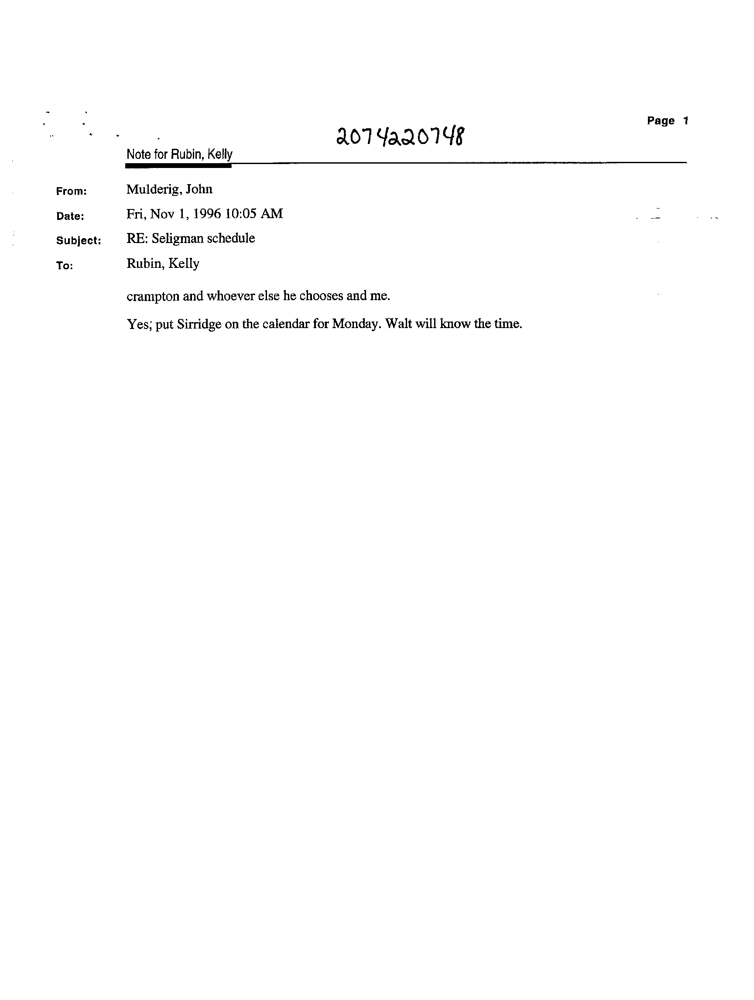 Page 1
2074220748
Note for Rubin, Kelly
From: Mulderig, John
Date: Fri, Nov 1, 1996 10:05 AM
Subject: RE: Seligman schedule
To: Rubin, Kelly
crampton and whoever else he chooses and me.
Yes; put Sirridge on the calendar for Monday. Walt will know the time.